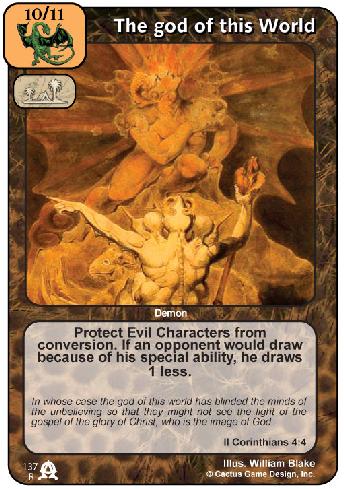 10/11
The god of this World
Demon
Protect Evil Characters from
conversion. If an opponent would draw
because of his special ability, he draws
1 less.
In whose case the god of this world has blinded the minds of
the unbelieving so that they might not see the light of the
gospel of the glory of Christ, who is the image of God
II Corinthians 4:4
Illus. William Blake
137
R
© Cactus Game Design, Inc.